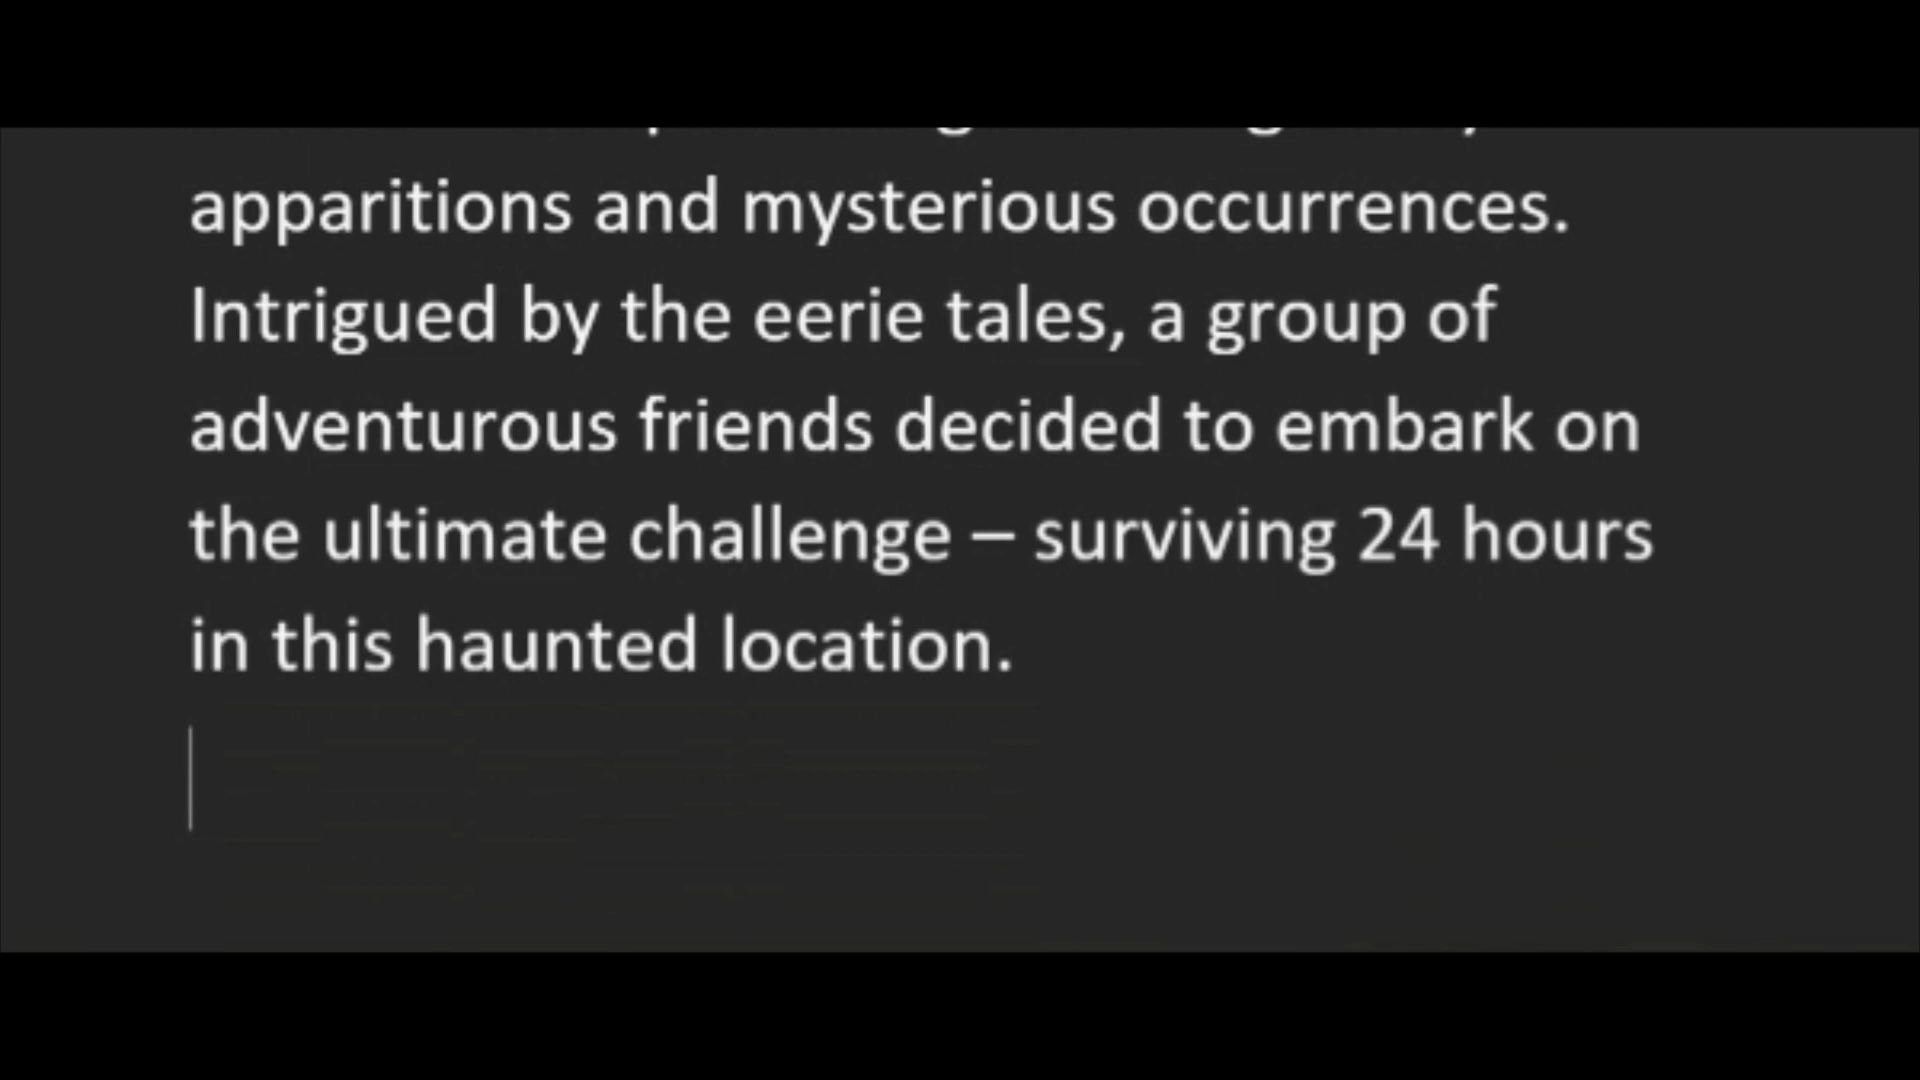 apparitions and mysterious occurrences.
Intrigued by the eerie tales, a group of
adventurous friends decided to embark on
the ultimate challenge – surviving 24 hours
in this haunted location.